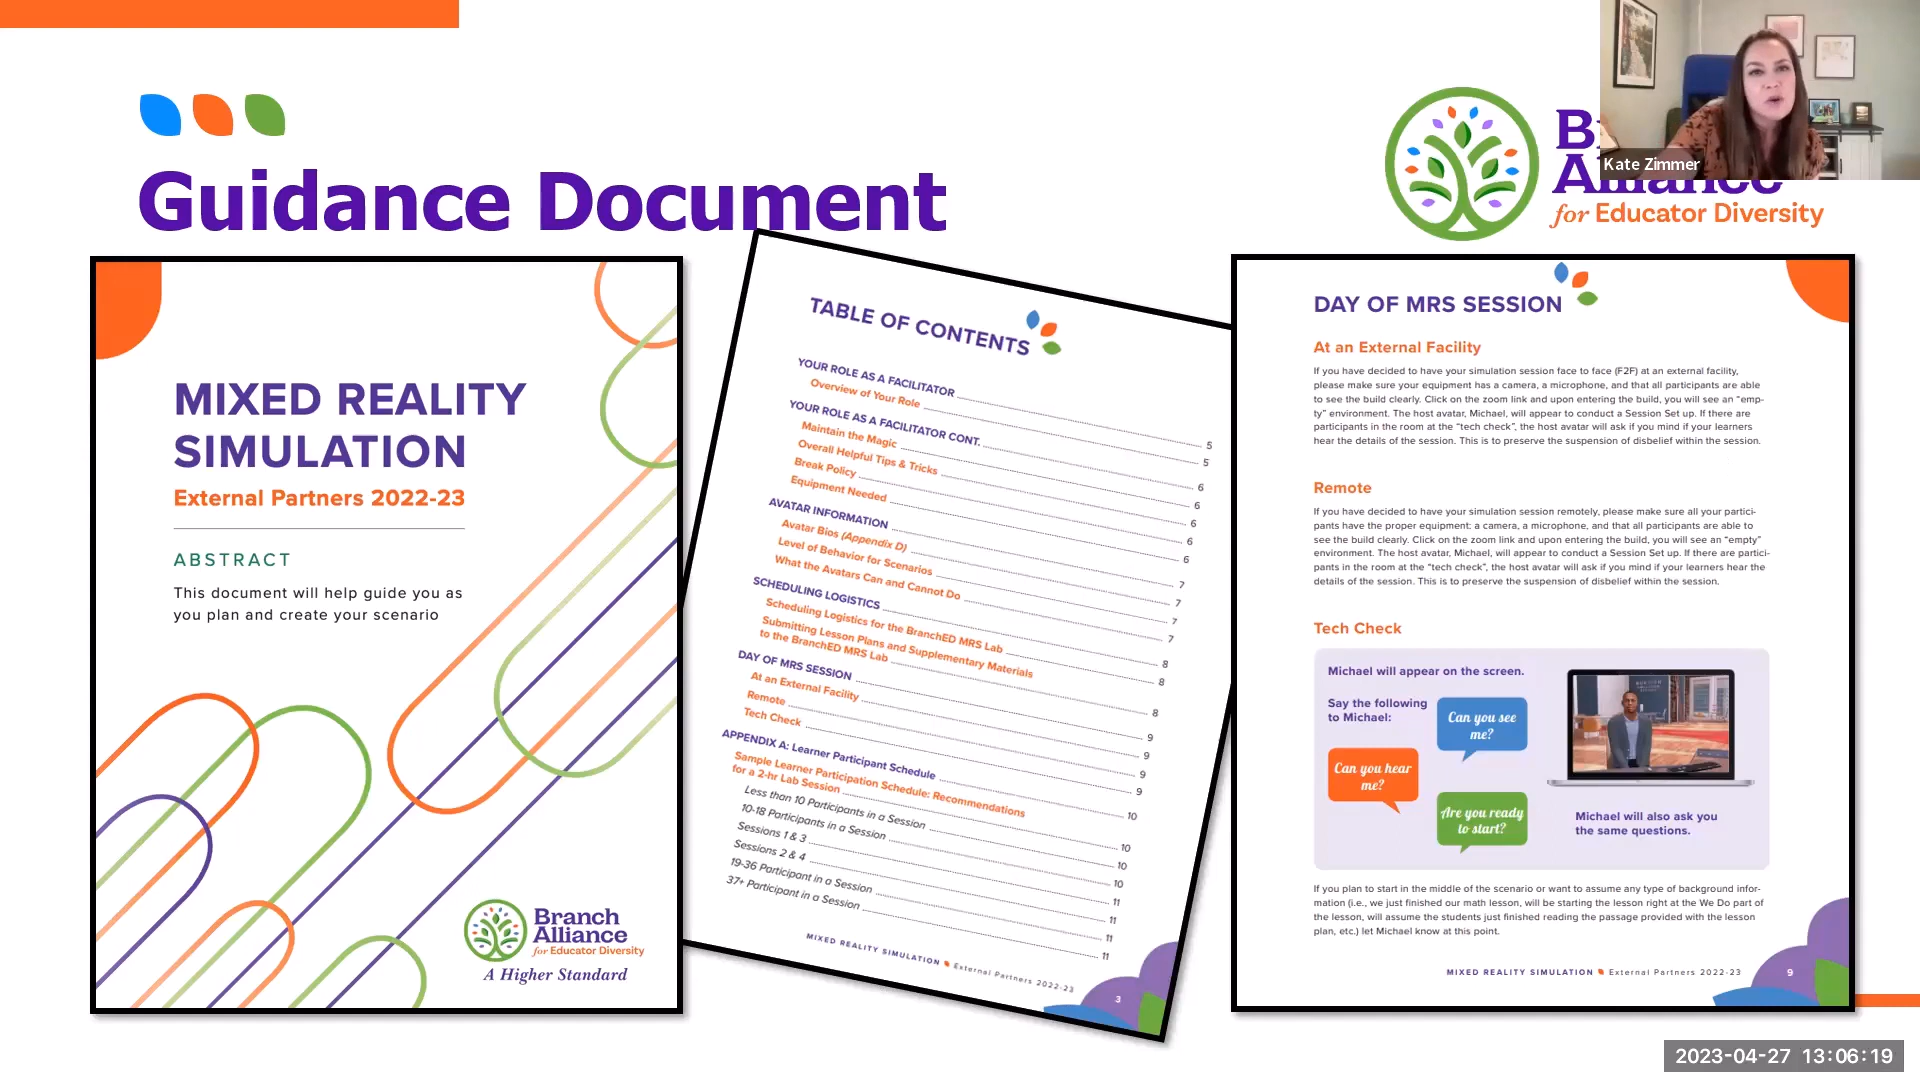 Guidance Document
B
Alliance
for Educator Diversity
Kate Zimmer
MIXED REALITY
SIMULATION
External Partners 2022-23
ABSTRACT
This document will help guide you as
you plan and create your scenario
Branch
Alliance
for Educator Diversity
A Higher Standard
TABLE OF CONTENTS
YOUR ROLE AS A FACILITATOR 5
Overview of Your Role 5
YOUR ROLE AS A FACILITATOR CONT. 6
Maintain the Magic 6
Overall Helpful Tips & Tricks 6
Break Policy 6
Equipment Needed 6
AVATAR INFORMATION 7
Avatar Bios (Appendix D) 7
Level of Behavior for Scenarios 7
What the Avatars Can and Cannot Do 7
SCHEDULING LOGISTICS 8
Scheduling Logistics for the BranchED MRS Lab 8
Submitting Lesson Plans and Supplementary Materials
to the BranchED MRS Lab 8
DAY OF MRS SESSION 9
At an External Facility 9
Remote 9
Tech Check 9
APPENDIX A: Learner Participant Schedule 10
Sample Learner Participation Schedule: Recommendations
for a 2-hr Lab Session 10
Less than 10 Participants in a Session 10
10-18 Participants in a Session 10
Sessions 1 & 3 11
Sessions 2 & 4 11
19-36 Participant in a Session 11
37+ Participant in a Session 11
MIXED REALITY SIMULATION External Partners 2022-23
3
DAY OF MRS SESSION
At an External Facility
If you have decided to have your simulation session face to face (F2F) at an external facility,
please make sure your equipment has a camera, a microphone, and that all participants are able
to see the build clearly. Click on the zoom link and upon entering the build, you will see an “emp-
ty” environment. The host avatar, Michael, will appear to conduct a Session Set up. If there are
participants in the room at the “tech check”, the host avatar will ask if you mind if your learners
hear the details of the session. This is to preserve the suspension of disbelief within the session.
Remote
If you have decided to have your simulation session remotely, please make sure all your partici-
pants have the proper equipment: a camera, a microphone, and that all participants are able to
see the build clearly. Click on the zoom link and upon entering the build, you will see an “empty”
environment. The host avatar, Michael, will appear to conduct a Session Set up. If there are partici-
pants in the room at the “tech check”, the host avatar will ask if you mind if your learners hear the
details of the session. This is to preserve the suspension of disbelief within the session.
Tech Check
Michael will appear on the screen.
Say the following
to Michael:
Can you see
me?
Can you hear
me?
Are you ready
to start?
Michael will also ask you
the same questions.
If you plan to start in the middle of the scenario or want to assume any type of background infor-
mation (i.e., we just finished our math lesson, will be starting the lesson right at the We Do part of
the lesson, will assume the students just finished reading the passage provided with the lesson
plan, etc.) let Michael know at this point.
MIXED REALITY SIMULATION External Partners 2022-23
9
2023-04-27 13:06:19